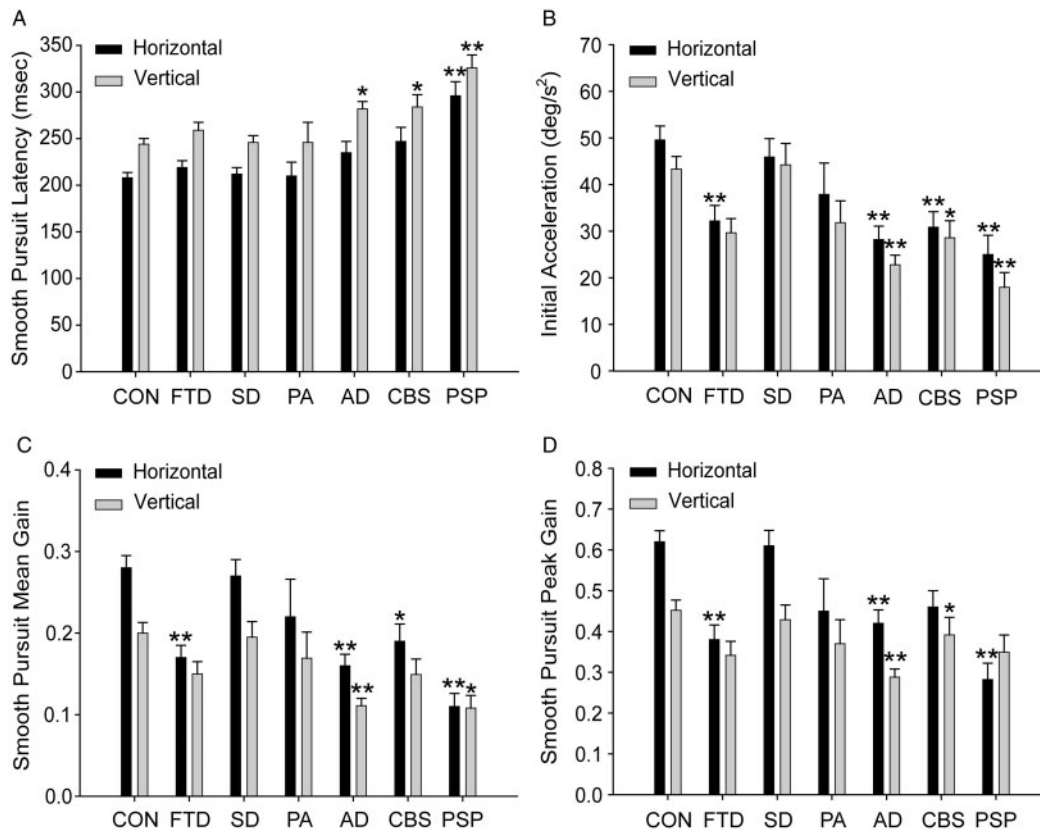 A
Smooth Pursuit Latency (msec)
350
300
250
200
150
100
50
0
Horizontal
Vertical
*
*
**
**
CON FTD SD PA AD CBS PSP
B
Initial Acceleration (deg/s²)
70
60
50
40
30
20
10
0
Horizontal
Vertical
**
**
**
**
*
**
**
CON FTD SD PA AD CBS PSP
C
Smooth Pursuit Mean Gain
0.4
0.3
0.2
0.1
0.0
Horizontal
Vertical
**
**
**
*
**
*
CON FTD SD PA AD CBS PSP
D
Smooth Pursuit Peak Gain
0.8
0.7
0.6
0.5
0.4
0.3
0.2
0.1
0.0
Horizontal
Vertical
**
**
**
*
**
CON FTD SD PA AD CBS PSP